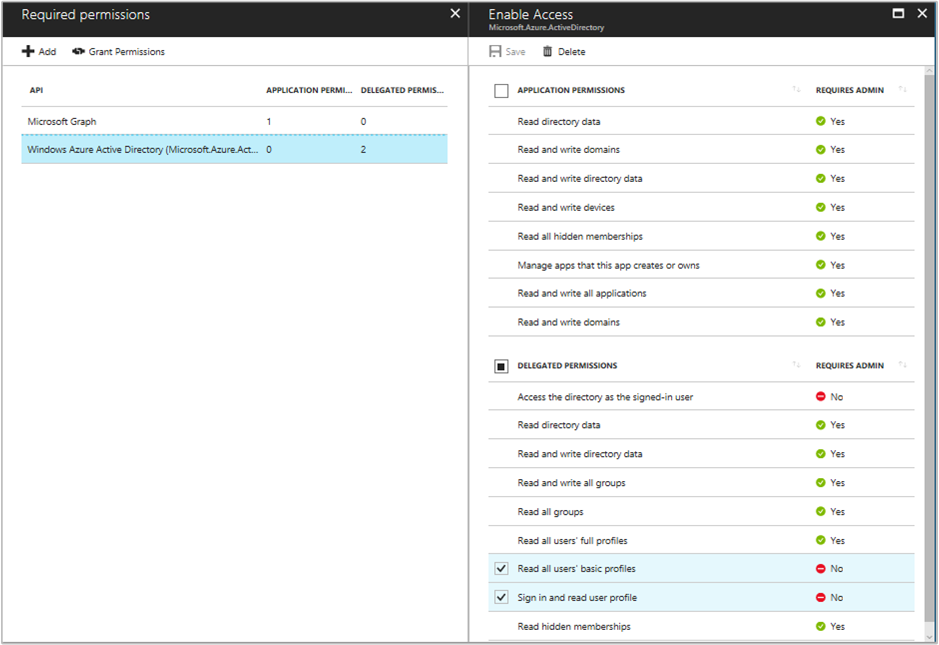 Required permissions
Add Grant Permissions
API APPLICATION PERMI... DELEGATED PERMIS...
Microsoft Graph 1 0
Windows Azure Active Directory (Microsoft.Azure.Act... 0 2
Enable Access
Microsoft.Azure.ActiveDirectory
Save Delete
APPLICATION PERMISSIONS REQUIRES ADMIN
Read directory data Yes
Read and write domains Yes
Read and write directory data Yes
Read and write devices Yes
Read all hidden memberships Yes
Manage apps that this app creates or owns Yes
Read and write all applications Yes
Read and write domains Yes
DELEGATED PERMISSIONS REQUIRES ADMIN
Access the directory as the signed-in user No
Read directory data Yes
Read and write directory data Yes
Read and write all groups Yes
Read all groups Yes
Read all users' full profiles Yes
Read all users' basic profiles No
Sign in and read user profile No
Read hidden memberships Yes